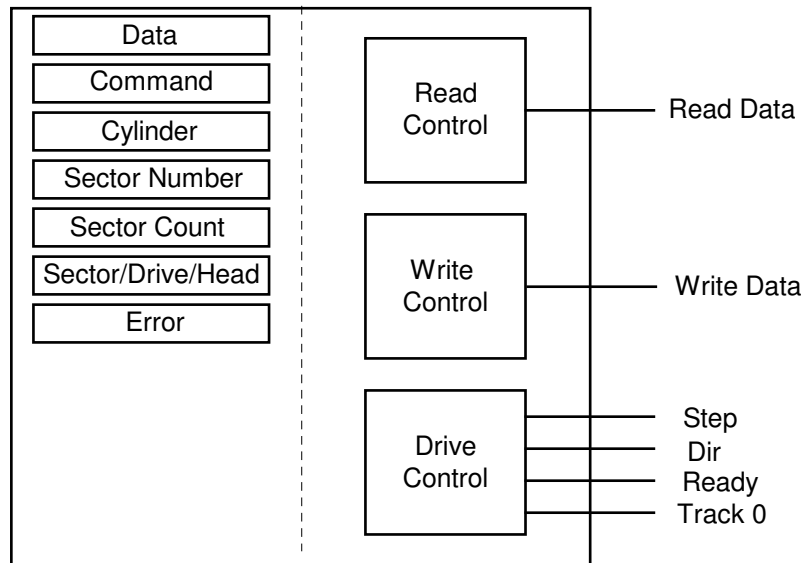 Data
Command
Cylinder
Sector Number
Sector Count
Sector/Drive/Head
Error
Read
Control
Read Data
Write
Control
Write Data
Drive
Control
Step
Dir
Ready
Track 0